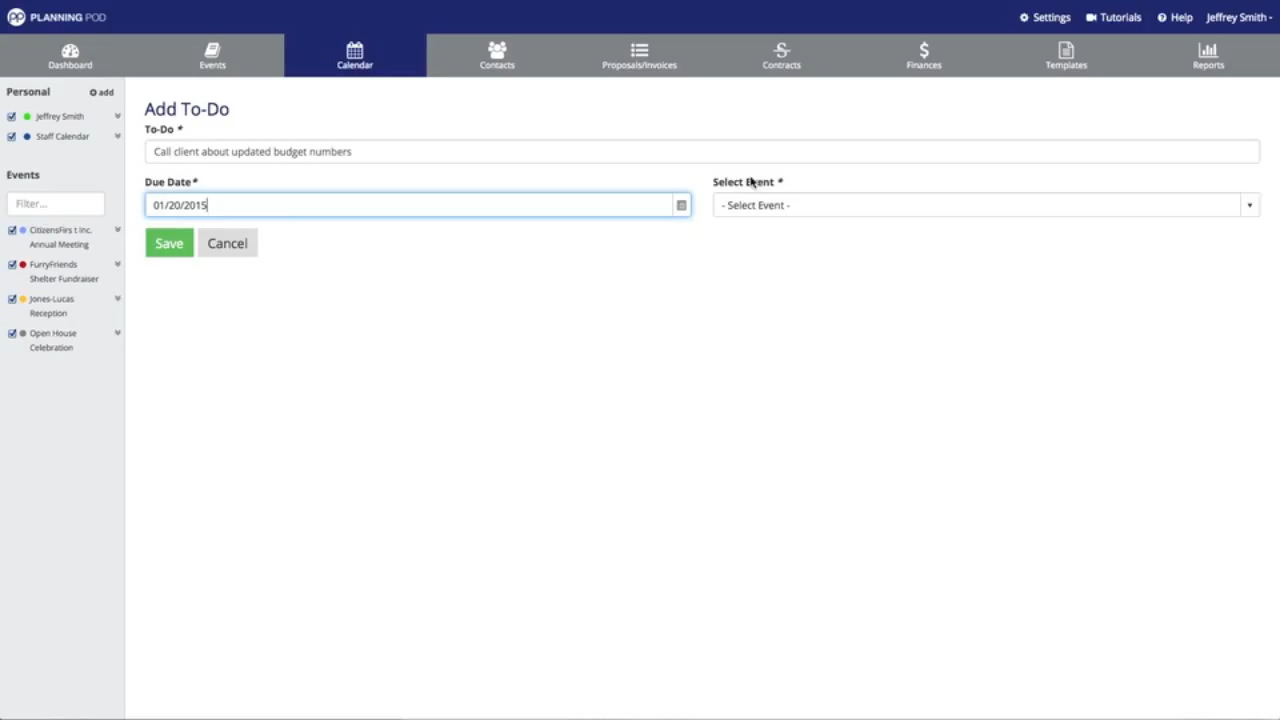 PLANNING POD
Settings Tutorials Help Jeffrey Smith
Dashboard Events Calendar Contacts Proposals/Invoices Contracts Finances Templates Reports
Personal add
Jeffrey Smith
Staff Calendar
Events
Filter...
CitizensFirs t Inc.
Annual Meeting
FurryFriends
Shelter Fundraiser
Jones-Lucas
Reception
Open House
Celebration
Add To-Do
To-Do *
Call client about updated budget numbers
Due Date* Select Event *
01/20/2015 - Select Event -
Save Cancel